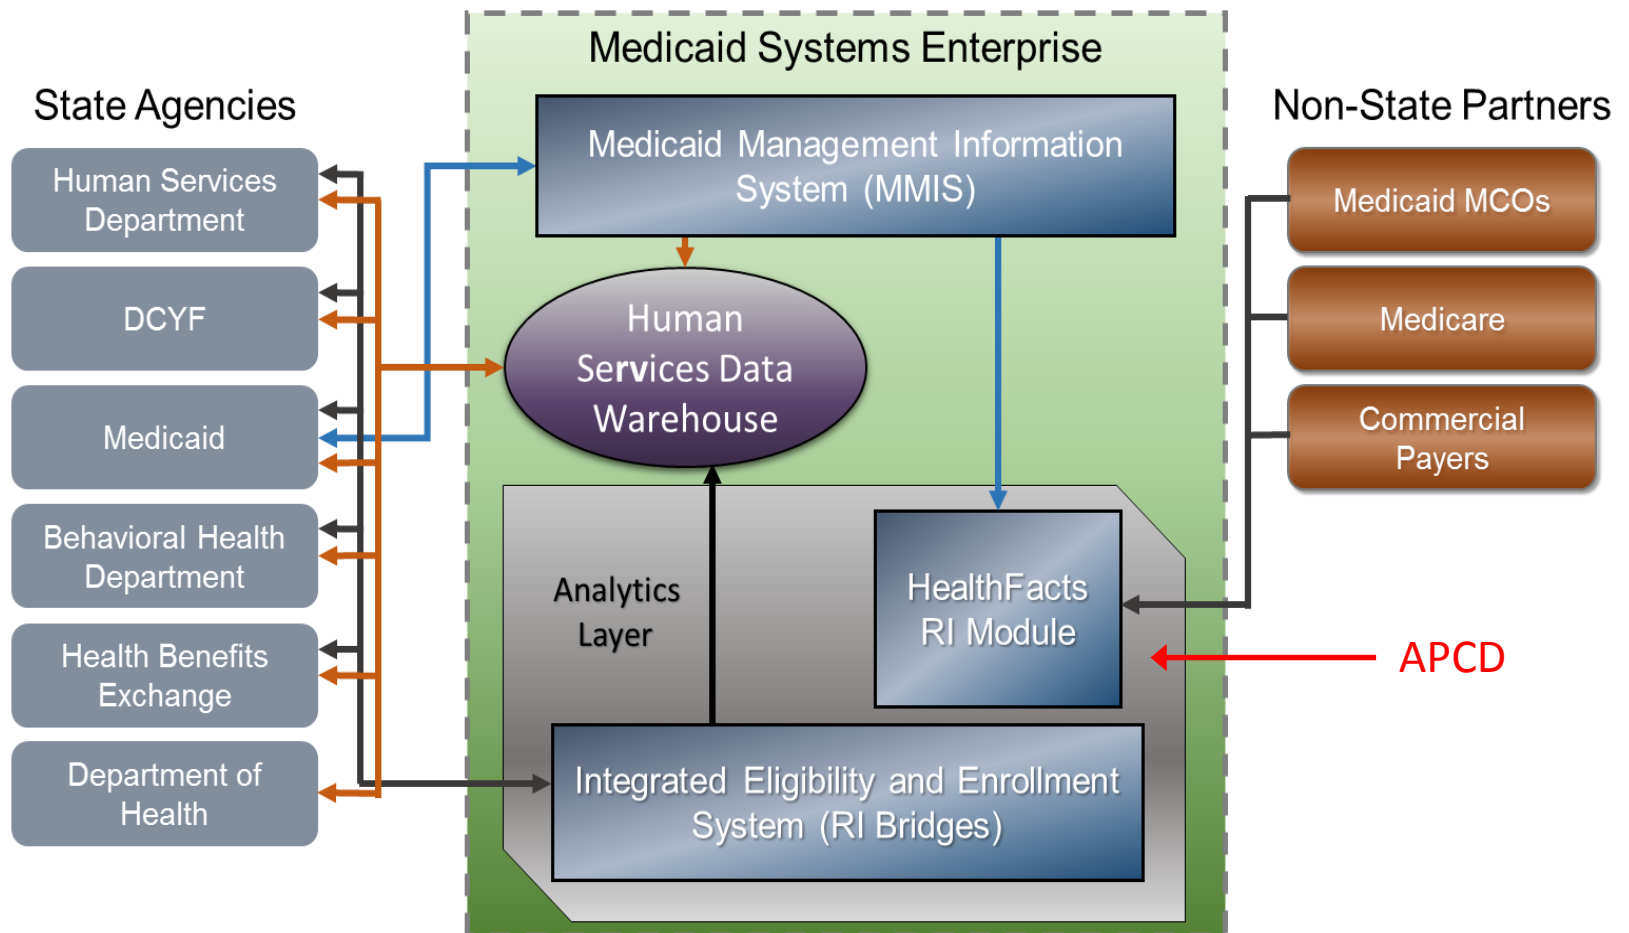 Medicaid Systems Enterprise
State Agencies
Human Services
Department
DCYF
Medicaid
Behavioral Health
Department
Health Benefits
Exchange
Department of
Health
Medicaid Management Information
System (MMIS)
Human
Services Data
Warehouse
Analytics
Layer
HealthFacts
RI Module
Integrated Eligibility and Enrollment
System (RI Bridges)
Non-State Partners
Medicaid MCOs
Medicare
Commercial
Payers
APCD